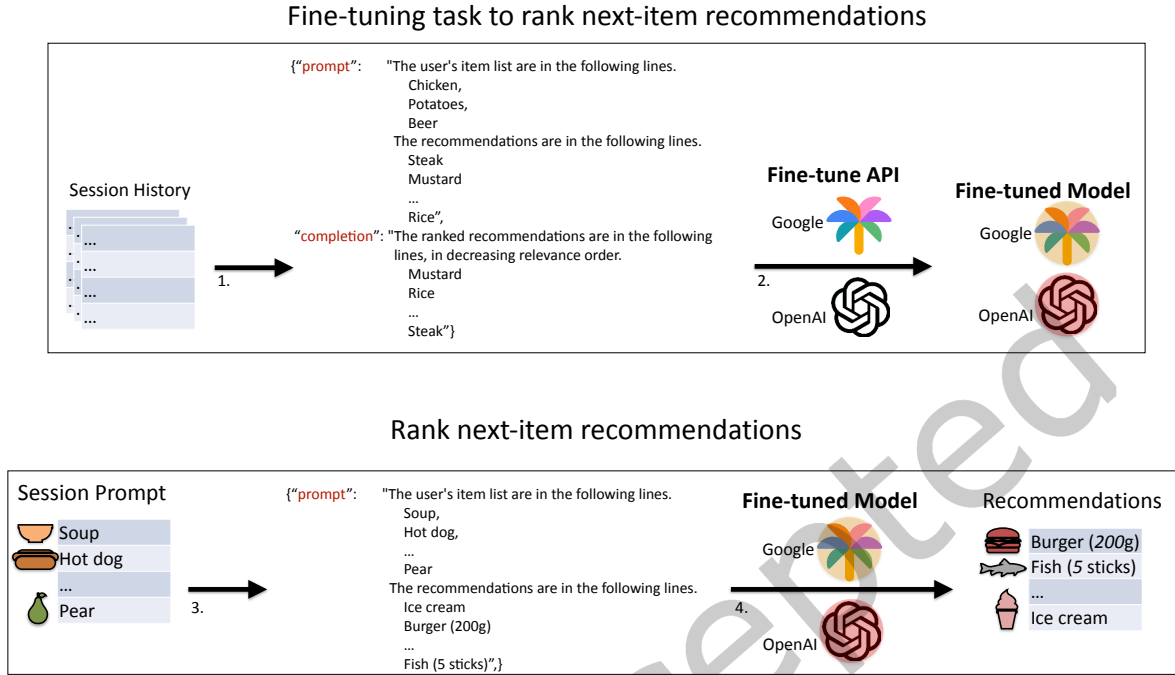 Fine-tuning task to rank next-item recommendations
{“prompt”: "The user's item list are in the following lines.
Chicken,
Potatoes,
Beer
The recommendations are in the following lines.
Steak
Mustard
...
Rice”,
“completion”: "The ranked recommendations are in the following
lines, in decreasing relevance order.
Mustard
Rice
...
Steak”}
Session History
...
...
...
...
1.
Fine-tune API
Google
2.
OpenAI
Fine-tuned Model
Google
OpenAI
Rank next-item recommendations
Session Prompt
Soup
Hot dog
...
Pear
3.
{“prompt”: "The user's item list are in the following lines.
Soup,
Hot dog,
...
Pear
The recommendations are in the following lines.
Ice cream
Burger (200g)
...
Fish (5 sticks)”,}
Fine-tuned Model
Google
4.
OpenAI
Recommendations
Burger (200g)
Fish (5 sticks)
...
Ice cream